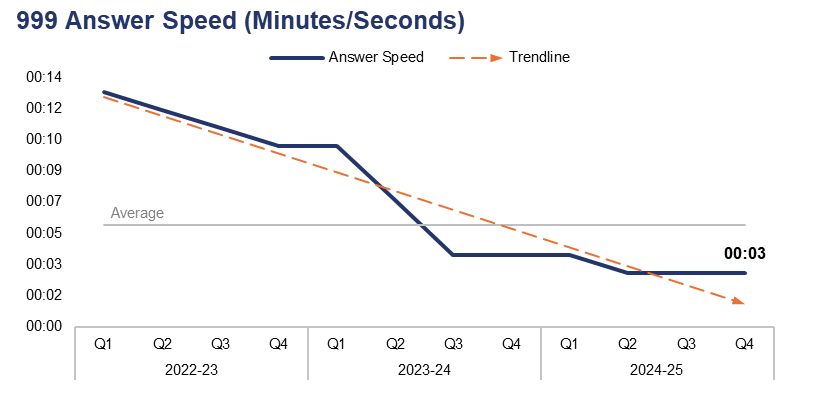 999 Answer Speed (Minutes/Seconds)
Answer Speed Trendline
00:14
00:12
00:10
00:09
00:07
Average
00:05
00:03
00:03
00:02
00:00
Q1 Q2 Q3 Q4 Q1 Q2 Q3 Q4 Q1 Q2 Q3 Q4
2022-23 2023-24 2024-25